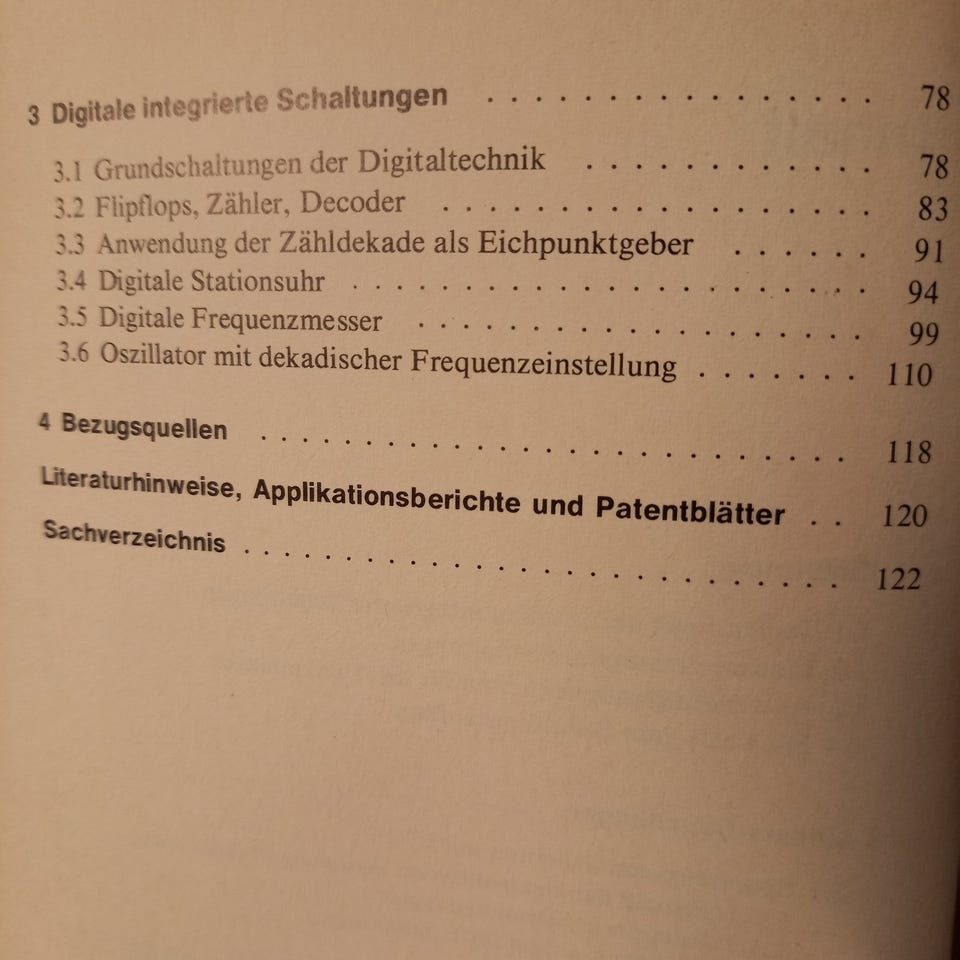 3 Digitale integrierte Schaltungen . . . . . . . . . . . . . . . . 78
3.1 Grundschaltungen der Digitaltechnik . . . . . . . . . . 78
3.2 Flipflops, Zähler, Decoder . . . . . . . . . . . . . . . . . . 83
3.3 Anwendung der Zähldekade als Eichpunktgeber . . . . . . 91
3.4 Digitale Stationsuhr . . . . . . . . . . . . . . . . . . . . . . . 94
3.5 Digitale Frequenzmesser . . . . . . . . . . . . . . . . . . . 99
3.6 Oszillator mit dekadischer Frequenzeinstellung . . . . . . . 110
4 Bezugsquellen . . . . . . . . . . . . . . . . . . . . . . . 118
Literaturhinweise, Applikationsberichte und Patentblätter . . 120
Sachverzeichnis . . . . . . . . . . . . . . . . . . . . . . . . . . 122